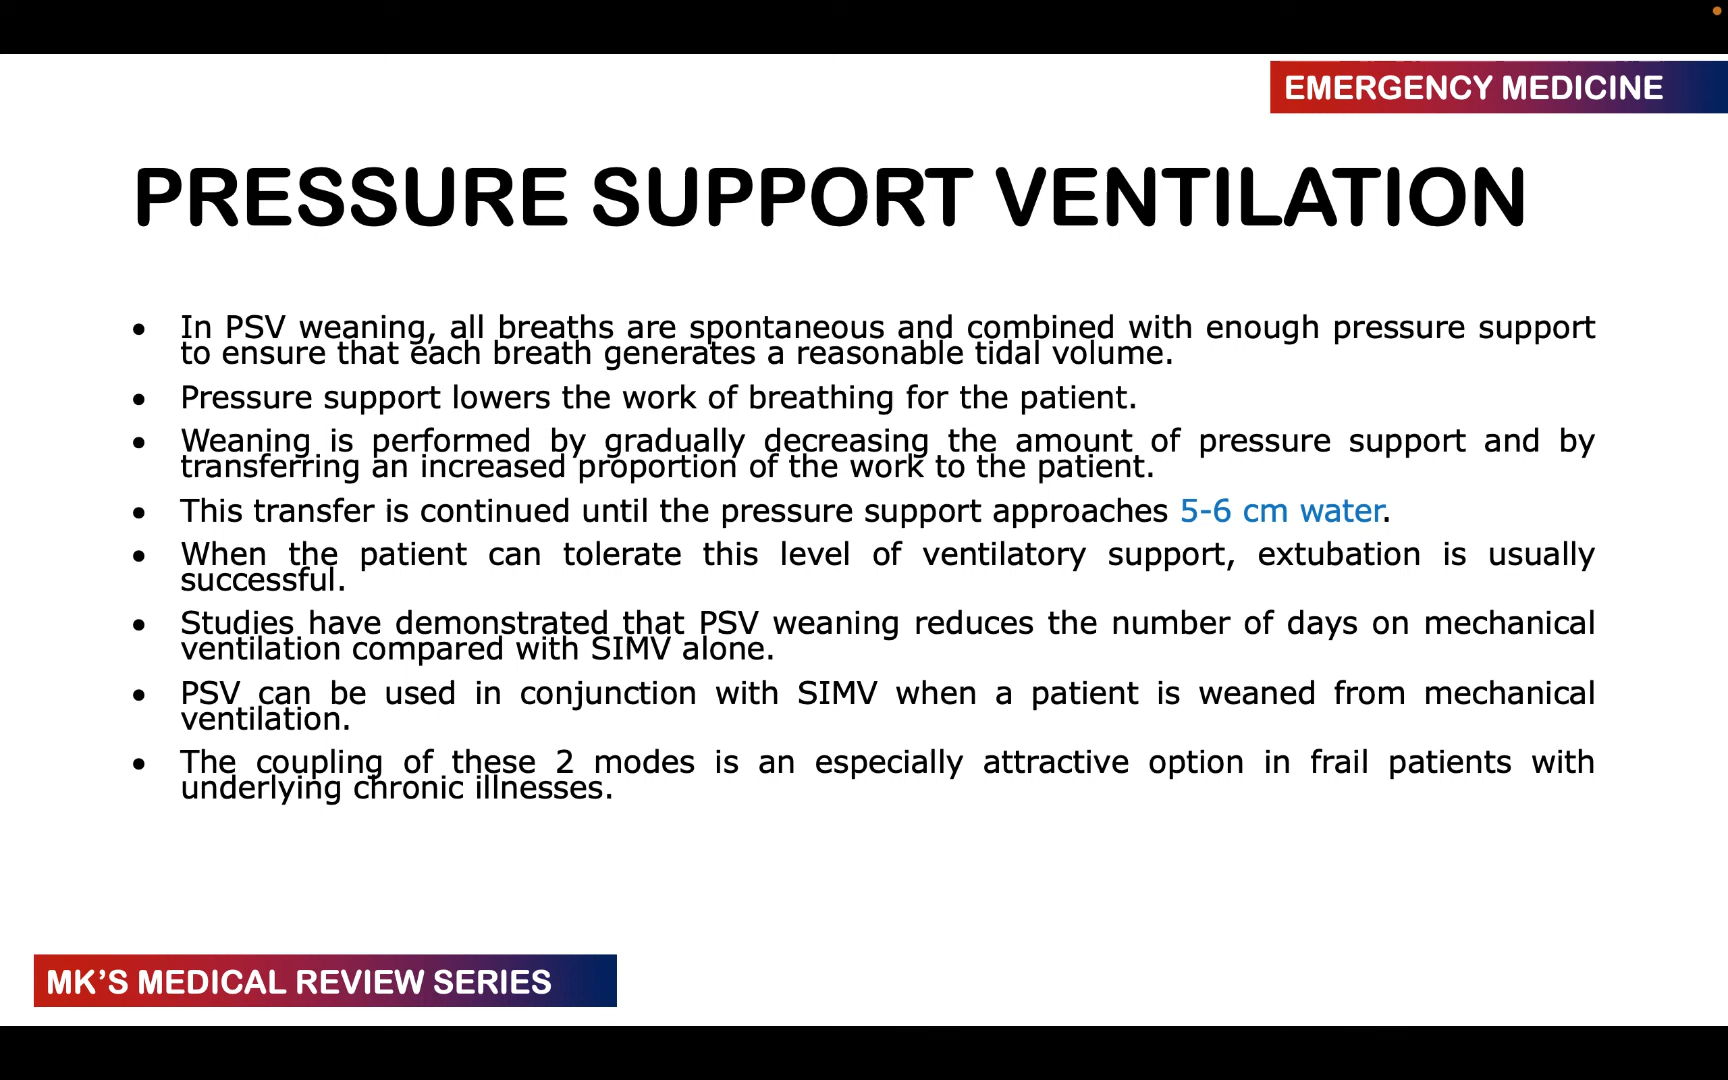 EMERGENCY MEDICINE
PRESSURE SUPPORT VENTILATION
• In PSV weaning, all breaths are spontaneous and combined with enough pressure support
to ensure that each breath generates a reasonable tidal volume.
• Pressure support lowers the work of breathing for the patient.
• Weaning is performed by gradually decreasing the amount of pressure support and by
transferring an increased proportion of the work to the patient.
• This transfer is continued until the pressure support approaches 5-6 cm water.
• When the patient can tolerate this level of ventilatory support, extubation is usually
successful.
• Studies have demonstrated that PSV weaning reduces the number of days on mechanical
ventilation compared with SIMV alone.
• PSV can be used in conjunction with SIMV when a patient is weaned from mechanical
ventilation.
• The coupling of these 2 modes is an especially attractive option in frail patients with
underlying chronic illnesses.
MK'S MEDICAL REVIEW SERIES